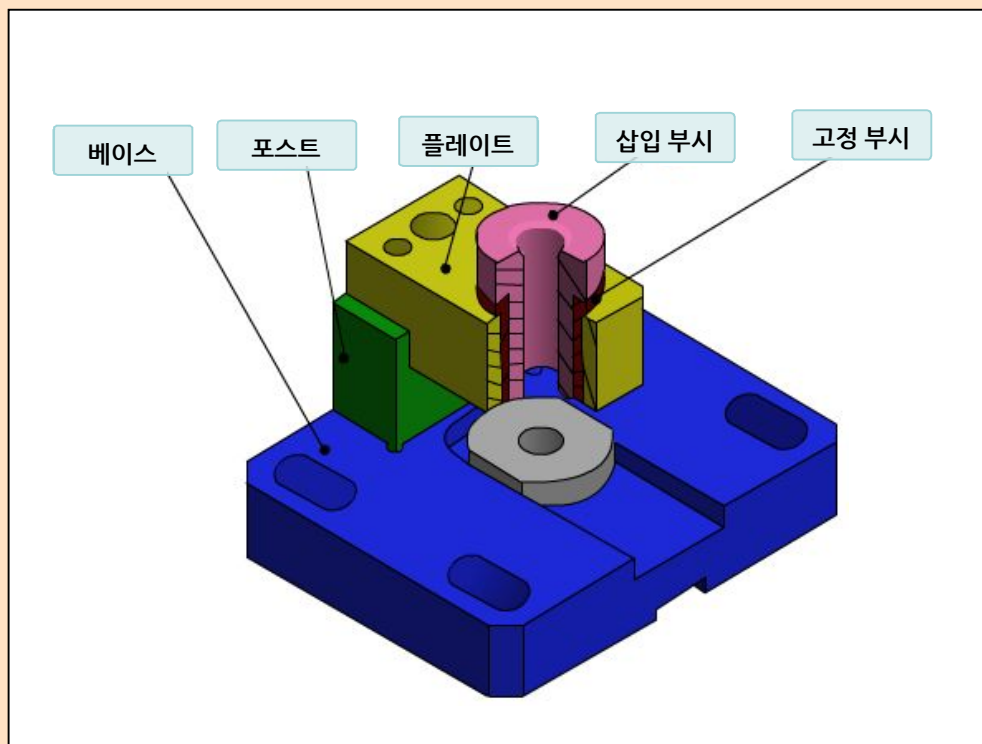 베이스
포스트
플레이트
삽입 부시
고정 부시